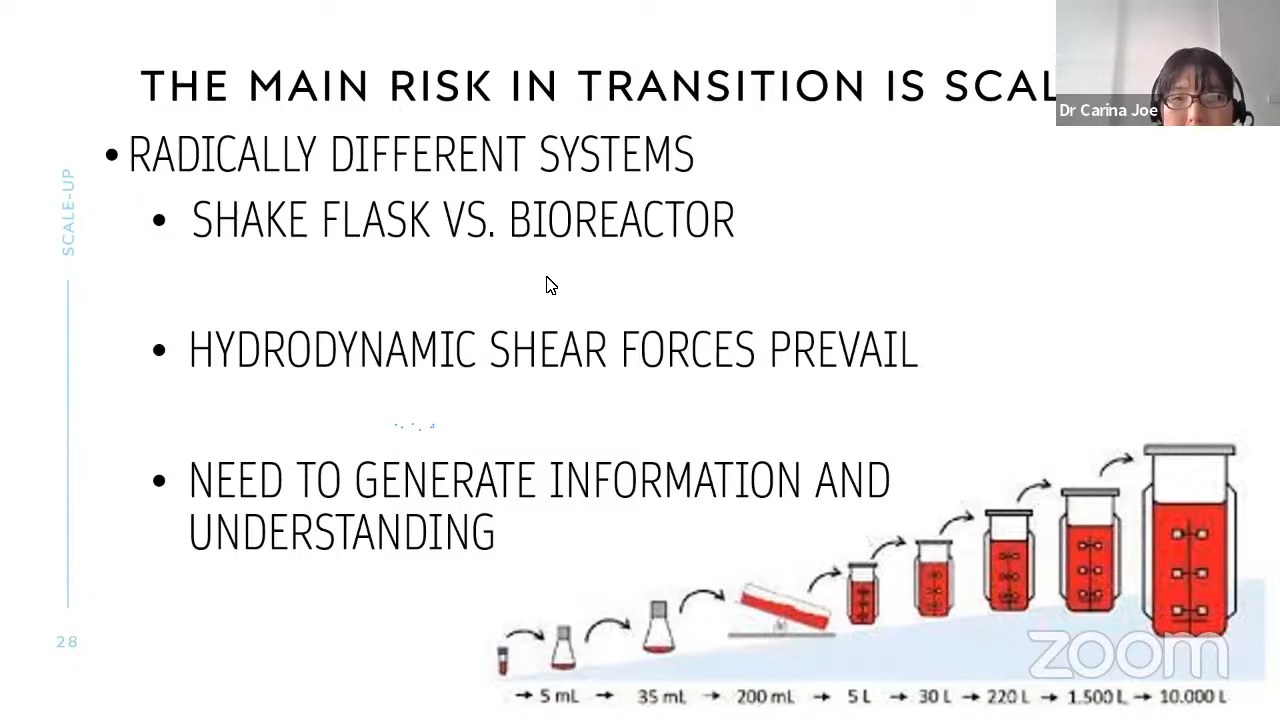 THE MAIN RISK IN TRANSITION IS SCAL
Dr Carina Joe
• RADICALLY DIFFERENT SYSTEMS
• SHAKE FLASK VS. BIOREACTOR
• HYDRODYNAMIC SHEAR FORCES PREVAIL
• NEED TO GENERATE INFORMATION AND
UNDERSTANDING
SCALE-UP
28
→ 5 mL → 35 mL → 200 mL → 5 L → 30 L → 220 L → 1.500 L → 10.000 L
zoom